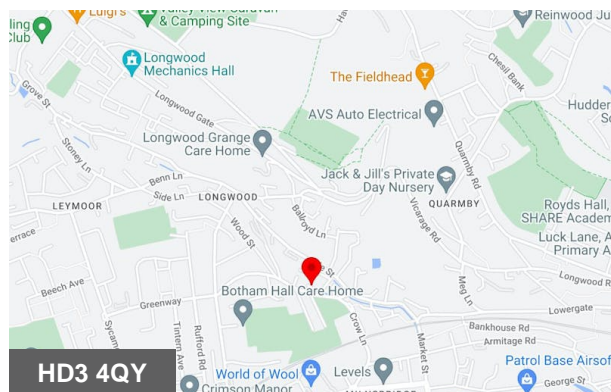 Luigi's
Valley View Caravan
& Camping Site
Reinwood Ju
ling
Club
Longwood
Mechanics Hall
The Fieldhead
Chesil Bank
Grove St
Longwood Gate
AVS Auto Electrical
Hudder
Stoney Ln
Longwood Grange
Care Home
Quarmby Rd
Jack & Jill's Private
Day Nursery
Benn Ln
Side Ln
LONGWOOD
LEYMOOR
QUARMBY
Royds Hall,
SHARE Academ
Wood St
Ballroyd Ln
Vicarage Rd
Luck Lane, A
Primary A
errace
Longwood R
Meg Ln
Beech Ave
Greenway
Botham Hall Care Home
Lowergate
Crow Ln
Bankhouse Rd
Armitage Rd
Sycam
Tintern Ave
Rufford Rd
Market St
World of Wool
Levels
Patrol Base Airsof
George St
Crimson Manor
HD3 4QY